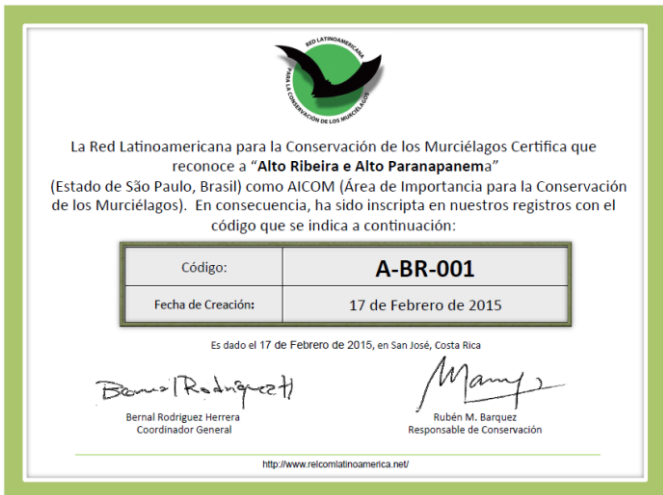 RED LATINOAMERICANA
PARA LA CONSERVACIÓN DE LOS MURCIÉLAGOS
La Red Latinoamericana para la Conservación de los Murciélagos Certifica que
reconoce a “Alto Ribeira e Alto Paranapanema”
(Estado de São Paulo, Brasil) como AICOM (Área de Importancia para la Conservación
de los Murciélagos). En consecuencia, ha sido inscripta en nuestros registros con el
código que se indica a continuación:
Código: A-BR-001
Fecha de Creación: 17 de Febrero de 2015
Es dado el 17 de Febrero de 2015, en San José, Costa Rica
Bernal Rodríguez H
Bernal Rodriguez Herrera Rubén M. Barquez
Coordinador General Responsable de Conservación
http://www.relcomlatinoamerica.net/